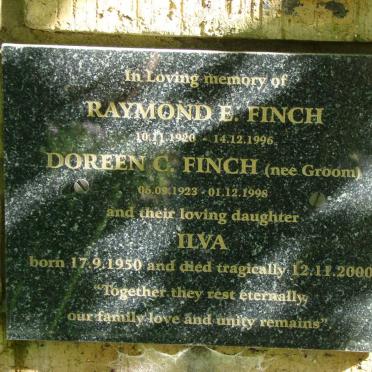 In Loving memory of
RAYMOND E. FINCH
10.11.1920 - 14.12.1996
DOREEN C. FINCH (nee Groom)
06.09.1923 - 01.12.1998
and their loving daughter
ILVA
born 17.9.1950 and died tragically 12.11.2000
"Together they rest eternally,
our family love and unity remains".